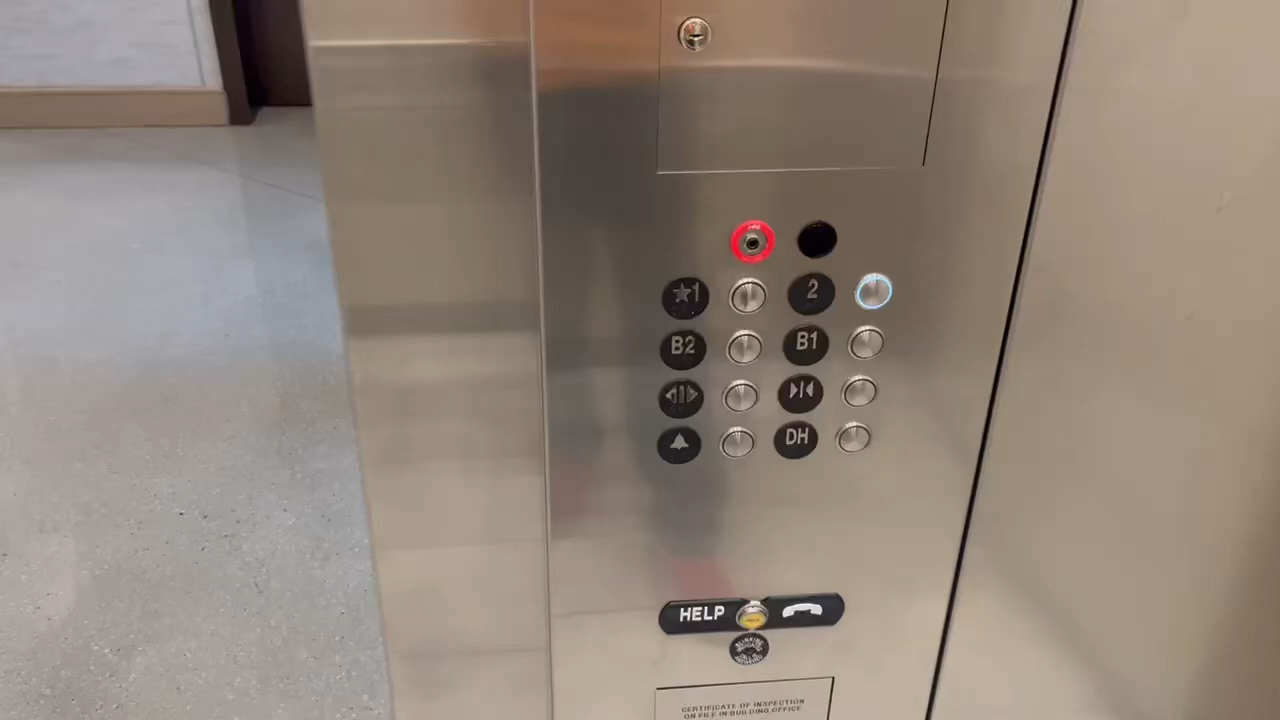 ★1
2
B2
B1
DH
HELP
CERTIFICATE OF INSPECTION
ON FILE IN BUILDING OFFICE